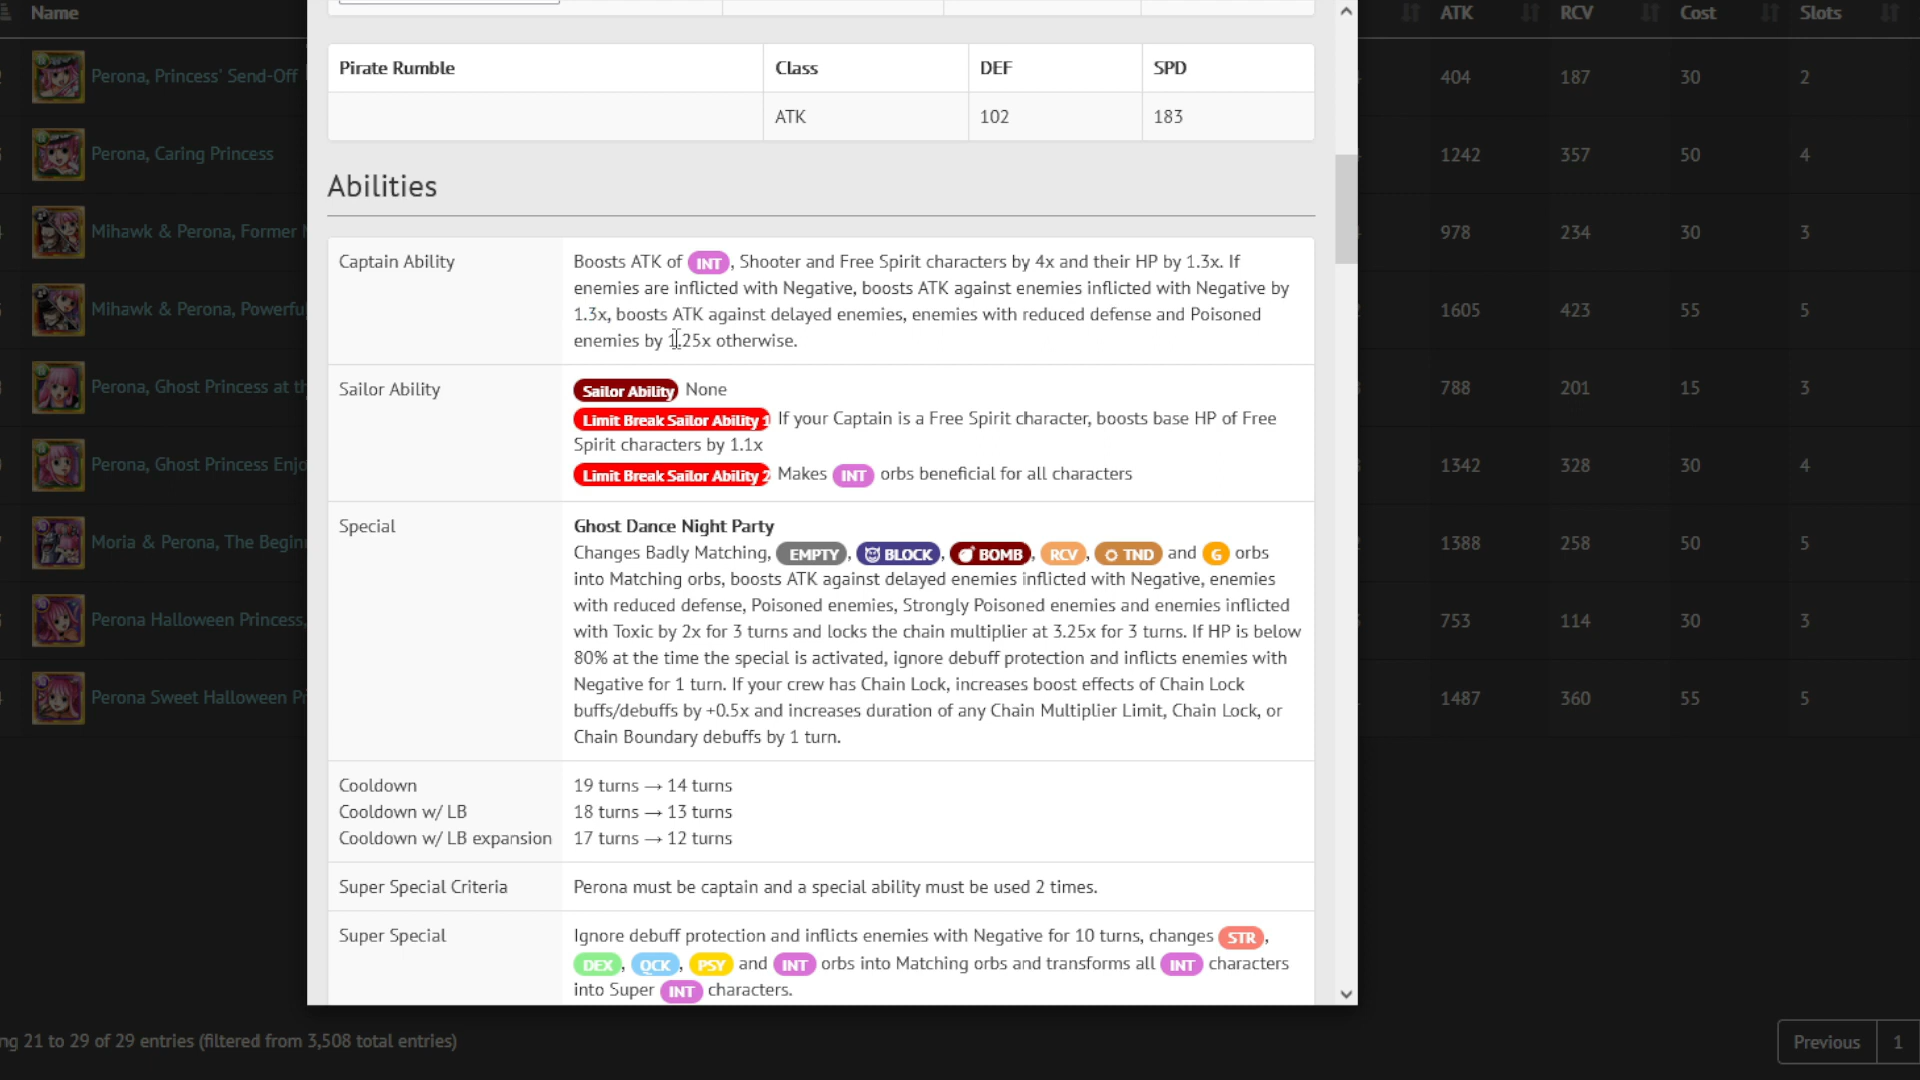 Name
ATK
RCV
Cost
Slots
Perona, Princess' Send-Off
404
187
30
2
Perona, Caring Princess
1242
357
50
4
Mihawk & Perona, Former
978
234
30
3
Mihawk & Perona, Powerfu
1605
423
55
5
Perona, Ghost Princess at th
788
201
15
3
Perona, Ghost Princess Enjo
1342
328
30
4
Moria & Perona, The Begin
1388
258
50
5
Perona Halloween Princess,
753
114
30
3
Perona Sweet Halloween Pr
1487
360
55
5
Pirate Rumble
Class
DEF
SPD
ATK
102
183
Abilities
Captain Ability
Boosts ATK of INT, Shooter and Free Spirit characters by 4x and their HP by 1.3x. If
enemies are inflicted with Negative, boosts ATK against enemies inflicted with Negative by
1.3x, boosts ATK against delayed enemies, enemies with reduced defense and Poisoned
enemies by 1.25x otherwise.
Sailor Ability
Sailor Ability None
Limit Break Sailor Ability 1 If your Captain is a Free Spirit character, boosts base HP of Free
Spirit characters by 1.1x
Limit Break Sailor Ability 2 Makes INT orbs beneficial for all characters
Special
Ghost Dance Night Party
Changes Badly Matching, EMPTY, BLOCK, BOMB, RCV, TND and G orbs
into Matching orbs, boosts ATK against delayed enemies inflicted with Negative, enemies
with reduced defense, Poisoned enemies, Strongly Poisoned enemies and enemies inflicted
with Toxic by 2x for 3 turns and locks the chain multiplier at 3.25x for 3 turns. If HP is below
80% at the time the special is activated, ignore debuff protection and inflicts enemies with
Negative for 1 turn. If your crew has Chain Lock, increases boost effects of Chain Lock
buffs/debuffs by +0.5x and increases duration of any Chain Multiplier Limit, Chain Lock, or
Chain Boundary debuffs by 1 turn.
Cooldown
19 turns → 14 turns
Cooldown w/ LB
18 turns → 13 turns
Cooldown w/ LB expansion
17 turns → 12 turns
Super Special Criteria
Perona must be captain and a special ability must be used 2 times.
Super Special
Ignore debuff protection and inflicts enemies with Negative for 10 turns, changes STR,
DEX, QCK, PSY and INT orbs into Matching orbs and transforms all INT characters
into Super INT characters.
ng 21 to 29 of 29 entries (filtered from 3,508 total entries)
Previous
1